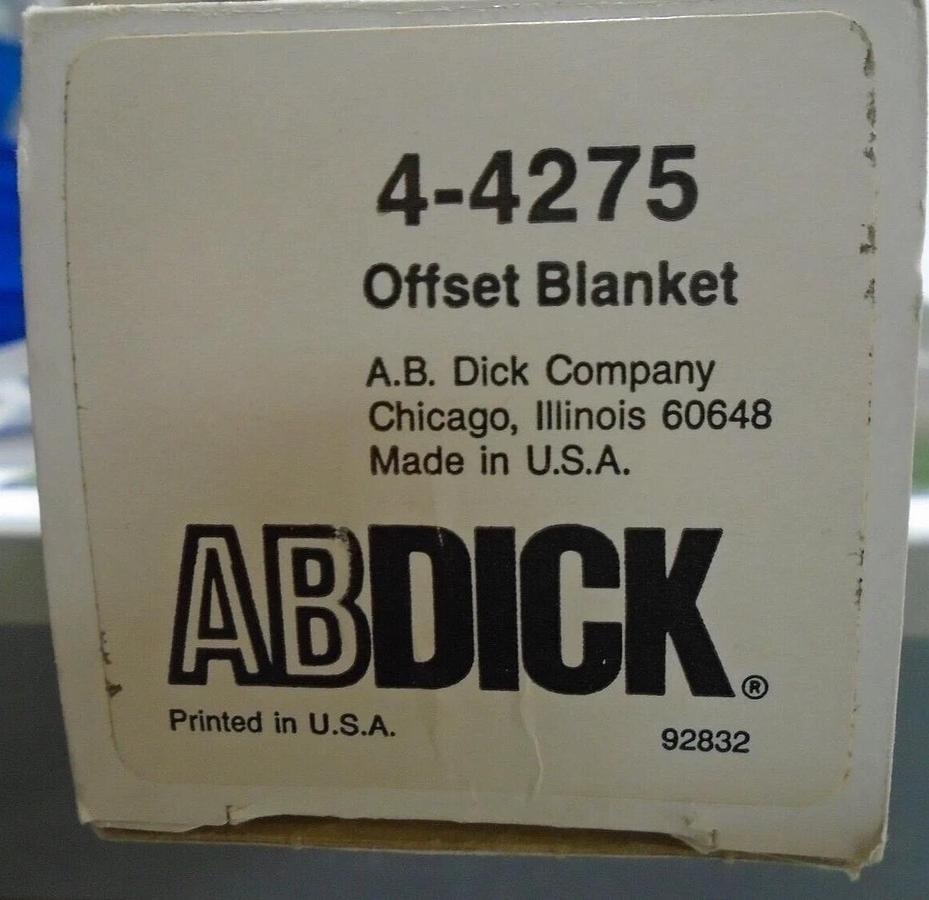 4-4275
Offset Blanket
A.B. Dick Company
Chicago, Illinois 60648
Made in U.S.A.
ABDICK®
Printed in U.S.A.
92832